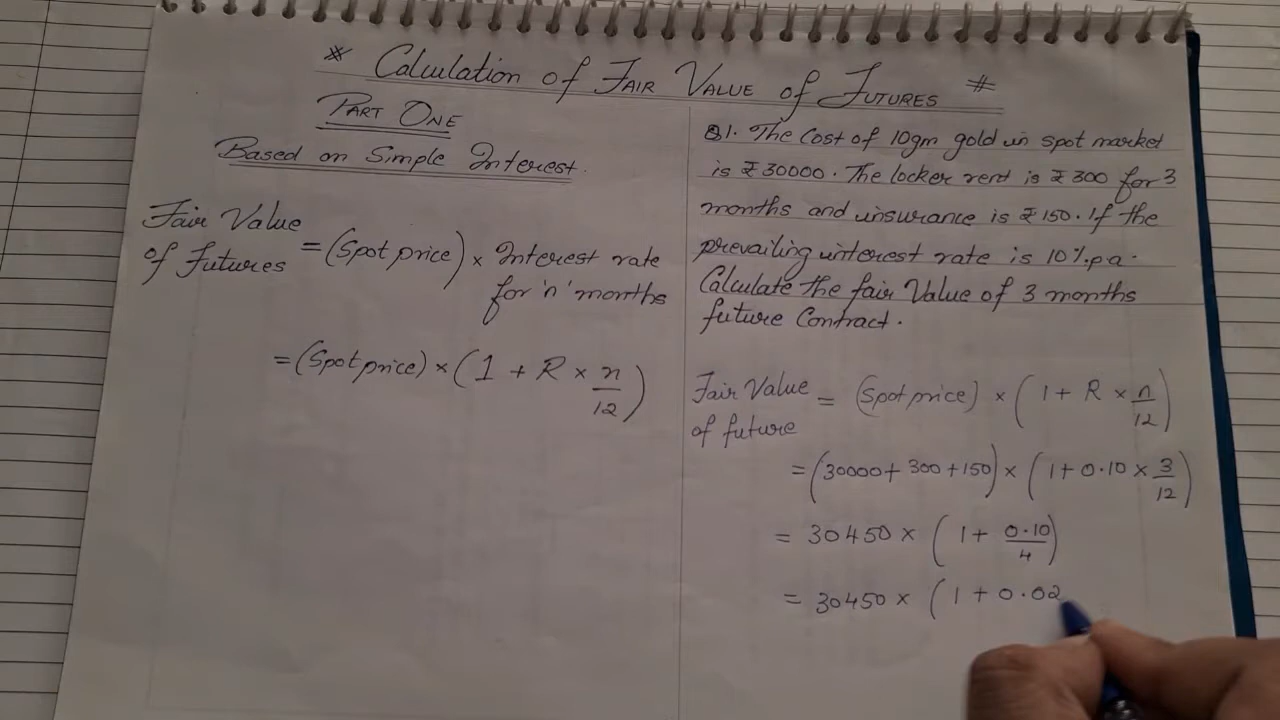 * Calculation of FAIR VALUE of FUTURES #
PART ONE
Based on Simple Interest.
Fair Value
of Futures = (Spot price) × Interest rate
for 'n' months
= (Spot price) × (1 + R × n/12)
Q1. The Cost of 10gm gold in spot market
is ₹30000. The locker rent is ₹300 for 3
months and insurance is ₹150. If the
prevailing interest rate is 10% pa.
Calculate the fair Value of 3 months
future Contract.
Fair Value
of future = (Spot price) × (1 + R × n/12)
= (30000 + 300 + 150) × (1 + 0.10 × 3/12)
= 30450 × (1 + 0.10/4)
= 30450 × (1 + 0.02